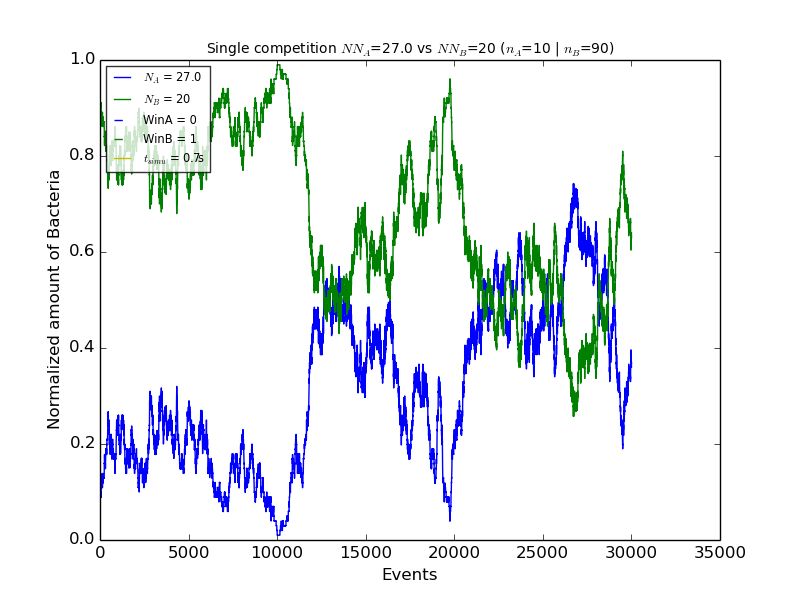 Single competition NN_A=27.0 vs NN_B=20 (n_A=10 | n_B=90)
1.0
0.8
0.6
0.4
0.2
0.0
Normalized amount of Bacteria
N_A = 27.0
N_B = 20
WinA = 0
WinB = 1
t_simu = 0.7s
0 5000 10000 15000 20000 25000 30000 35000
Events